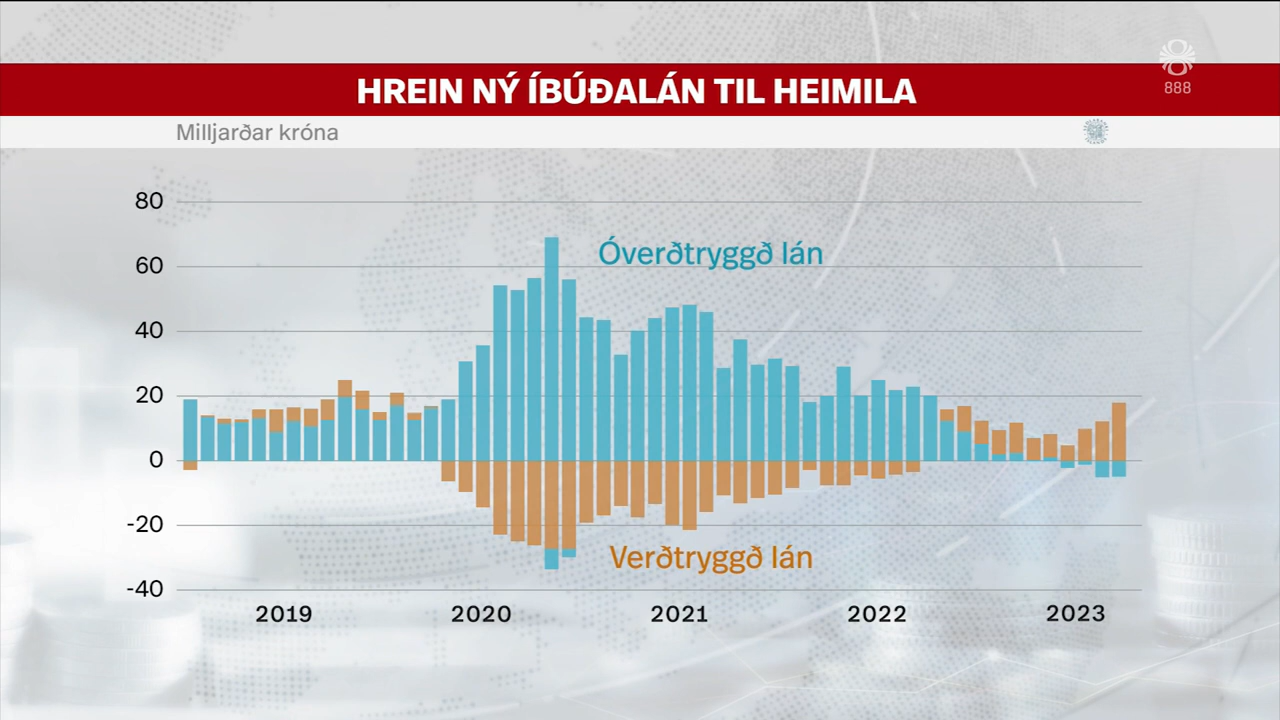 HREIN NÝ ÍBÚÐALÁN TIL HEIMILA
888
Milljarðar króna
80
Óverðtryggð lán
60
40
20
0
-20
Verðtryggð lán
-40
2019 2020 2021 2022 2023